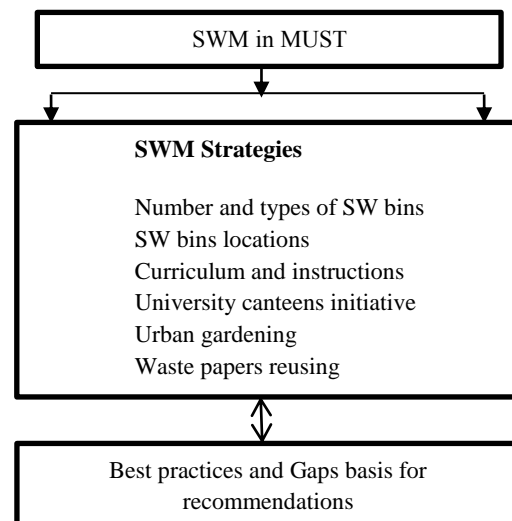 SWM in MUST
SWM Strategies
Number and types of SW bins
SW bins locations
Curriculum and instructions
University canteens initiative
Urban gardening
Waste papers reusing
Best practices and Gaps basis for
recommendations